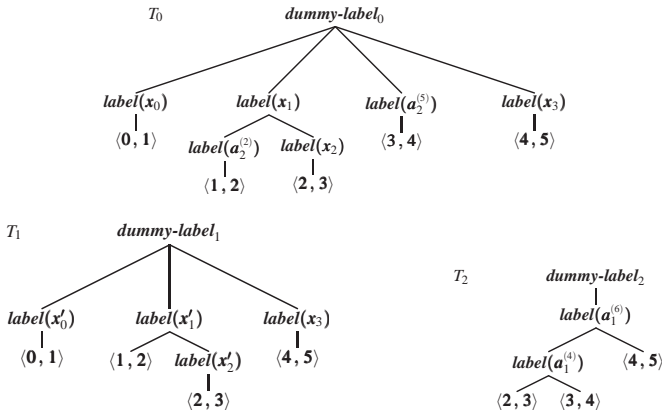 T₀ dummy-label₀
label(x₀) label(x₁) label(a₂⁽⁵⁾) label(x₃)
⟨0, 1⟩ label(a₂⁽²⁾) label(x₂) ⟨3, 4⟩ ⟨4, 5⟩
⟨1, 2⟩ ⟨2, 3⟩
T₁ dummy-label₁
label(x′₀) label(x′₁) label(x₃)
⟨0, 1⟩ ⟨1, 2⟩ label(x′₂) ⟨4, 5⟩
⟨2, 3⟩
T₂ dummy-label₂
label(a₁⁽⁶⁾)
label(a₁⁽⁴⁾) ⟨4, 5⟩
⟨2, 3⟩ ⟨3, 4⟩